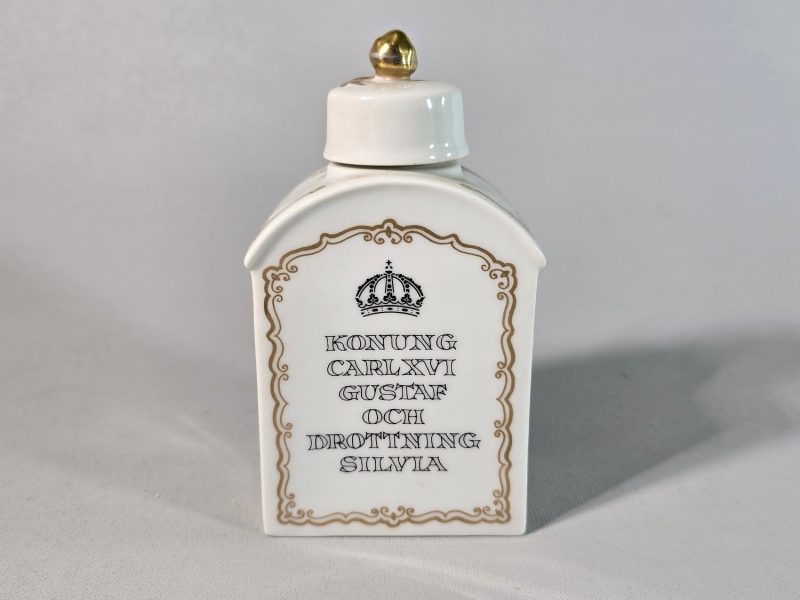 KONUNG
CARL XVI
GUSTAF
OCH
DROTTNING
SILVIA